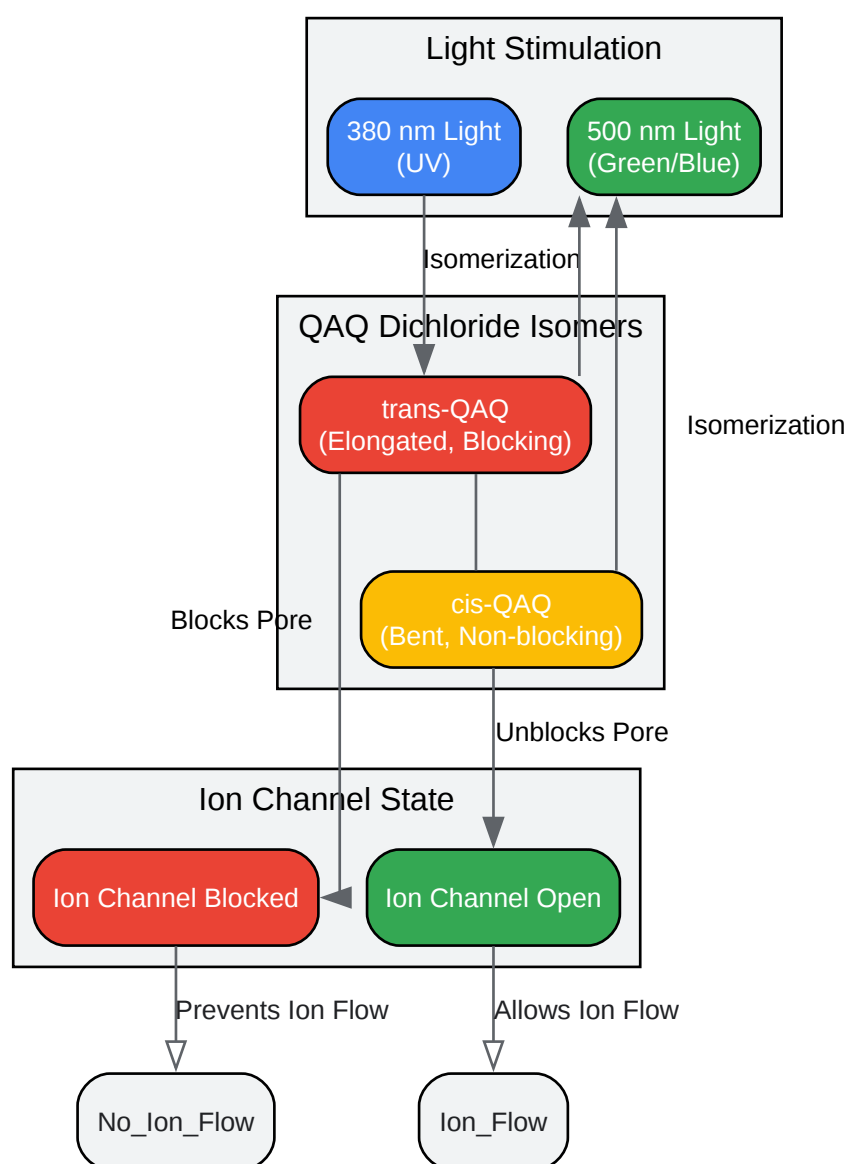 Light Stimulation
380 nm Light
(UV)
500 nm Light
(Green/Blue)
Isomerization
QAQ Dichloride Isomers
trans-QAQ
(Elongated, Blocking)
Isomerization
cis-QAQ
(Bent, Non-blocking)
Blocks Pore
Unblocks Pore
Ion Channel State
Ion Channel Blocked
Ion Channel Open
Prevents Ion Flow
Allows Ion Flow
No_Ion_Flow
Ion_Flow